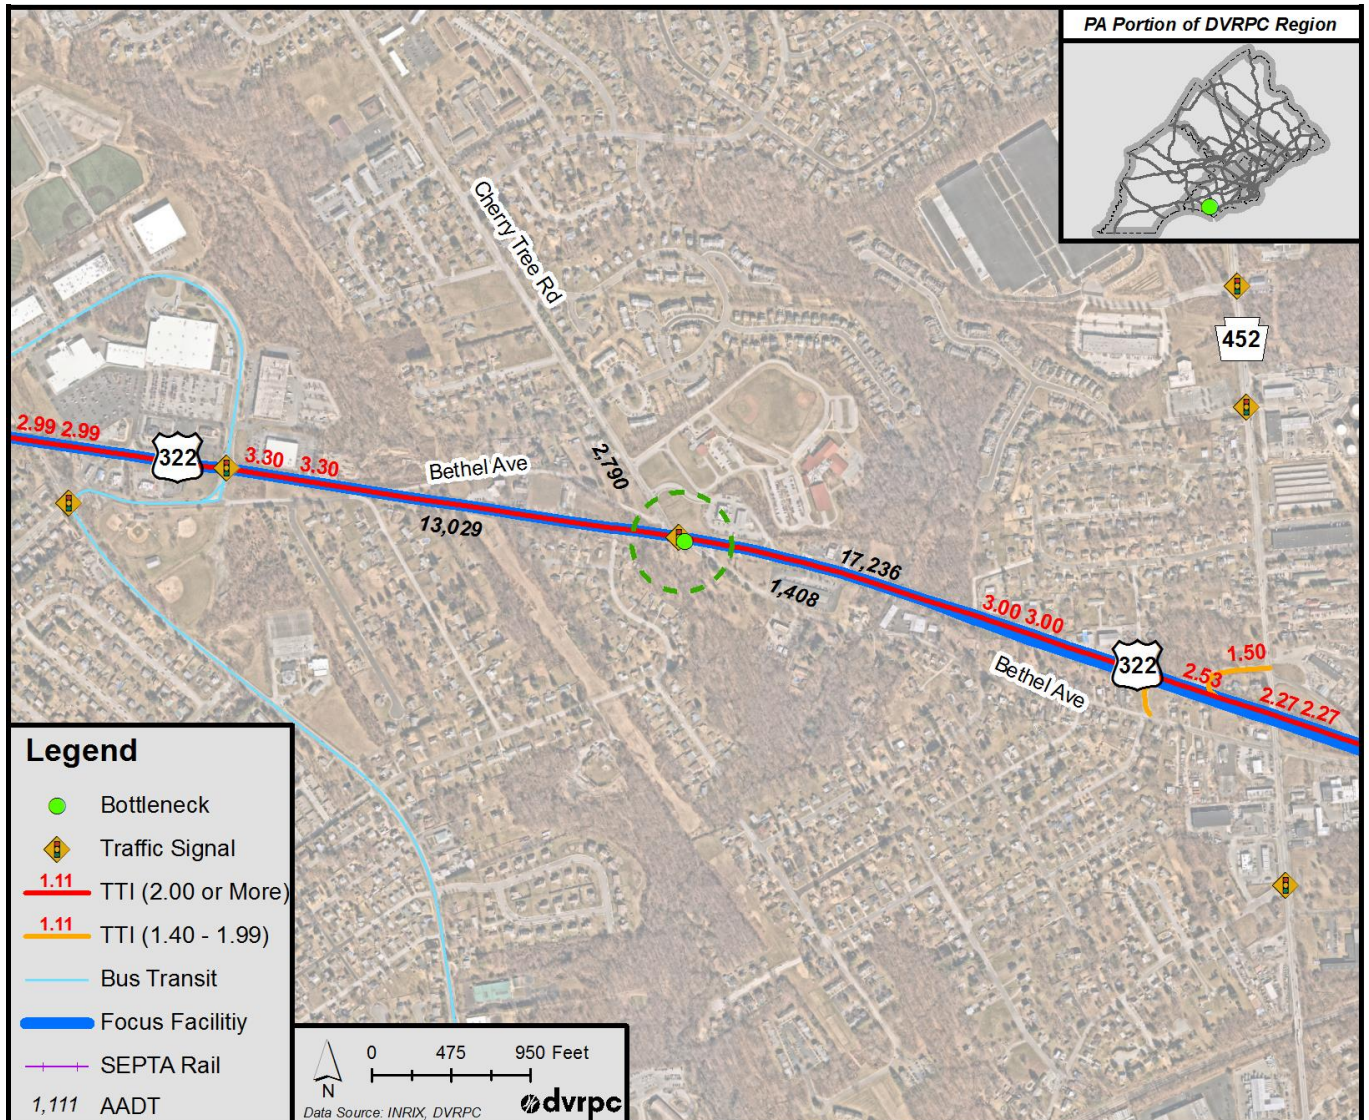 PA Portion of DVRPC Region
452
Cherry Tree Rd
2.99 2.99
322
3.30 3.30
Bethel Ave
2,790
13,029
17,236
1,408
3.00 3.00
Bethel Ave
322
2.53
1.50
2.27 2.27
Legend
Bottleneck
Traffic Signal
1.11 TTI (2.00 or More)
1.11 TTI (1.40 - 1.99)
Bus Transit
Focus Facilitiy
SEPTA Rail
1,111 AADT
0 475 950 Feet
N
Data Source: INRIX, DVRPC
dvrpc